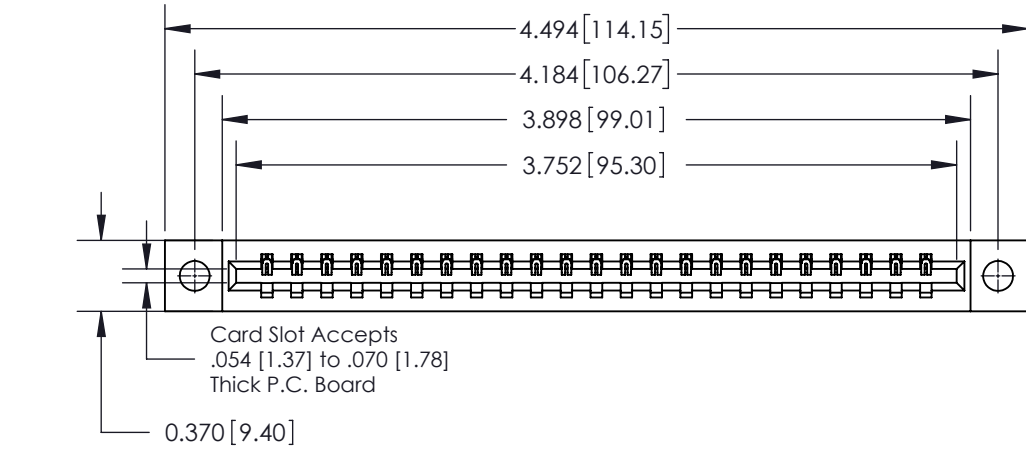 4.494[114.15]
4.184[106.27]
3.898[99.01]
3.752[95.30]
Card Slot Accepts
.054 [1.37] to .070 [1.78]
Thick P.C. Board
0.370[9.40]